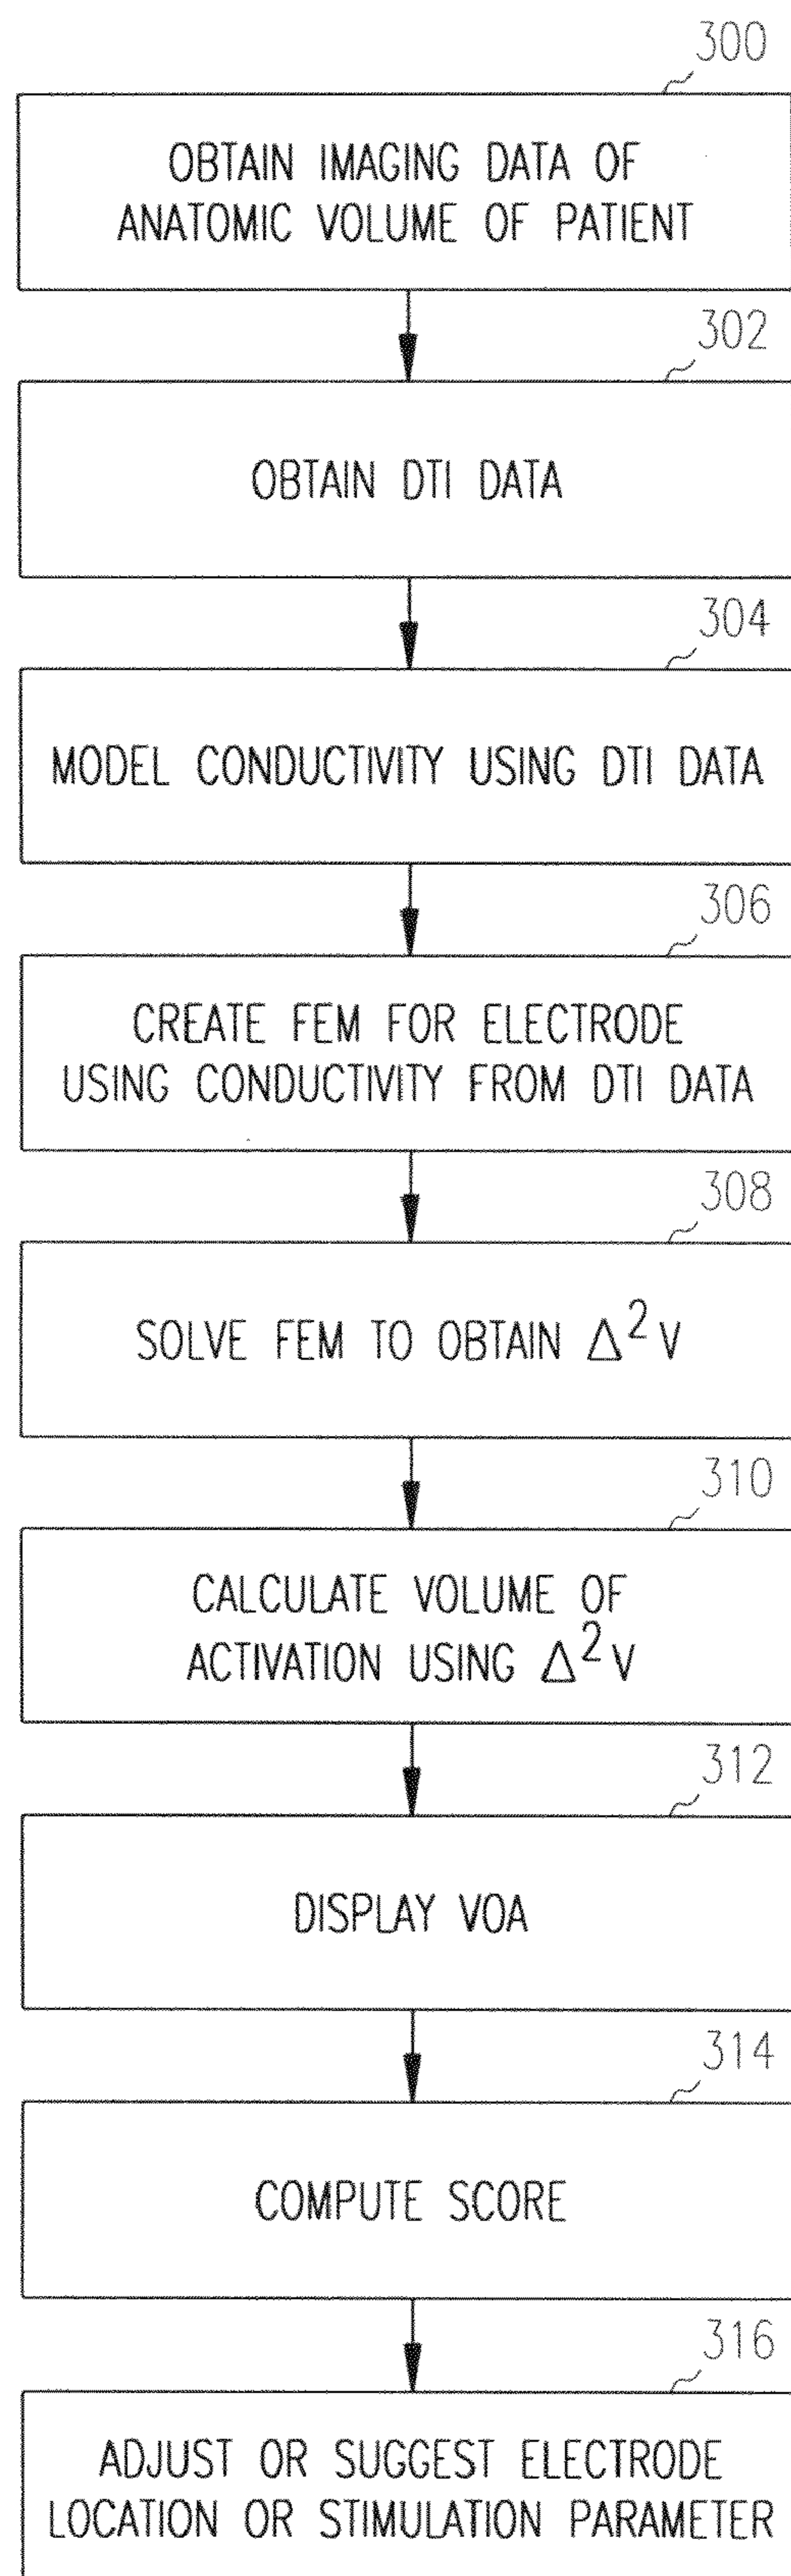 300
OBTAIN IMAGING DATA OF
ANATOMIC VOLUME OF PATIENT
302
OBTAIN DTI DATA
304
MODEL CONDUCTIVITY USING DTI DATA
306
CREATE FEM FOR ELECTRODE
USING CONDUCTIVITY FROM DTI DATA
308
SOLVE FEM TO OBTAIN Δ² V
310
CALCULATE VOLUME OF
ACTIVATION USING Δ² V
312
DISPLAY VOA
314
COMPUTE SCORE
316
ADJUST OR SUGGEST ELECTRODE
LOCATION OR STIMULATION PARAMETER